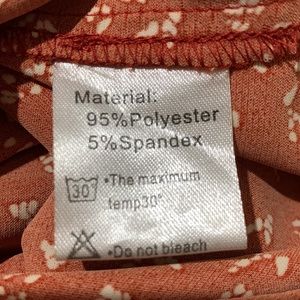 Material:
95%Polyester
5%Spandex
30° •The maximum
temp30°
•Do not bleach